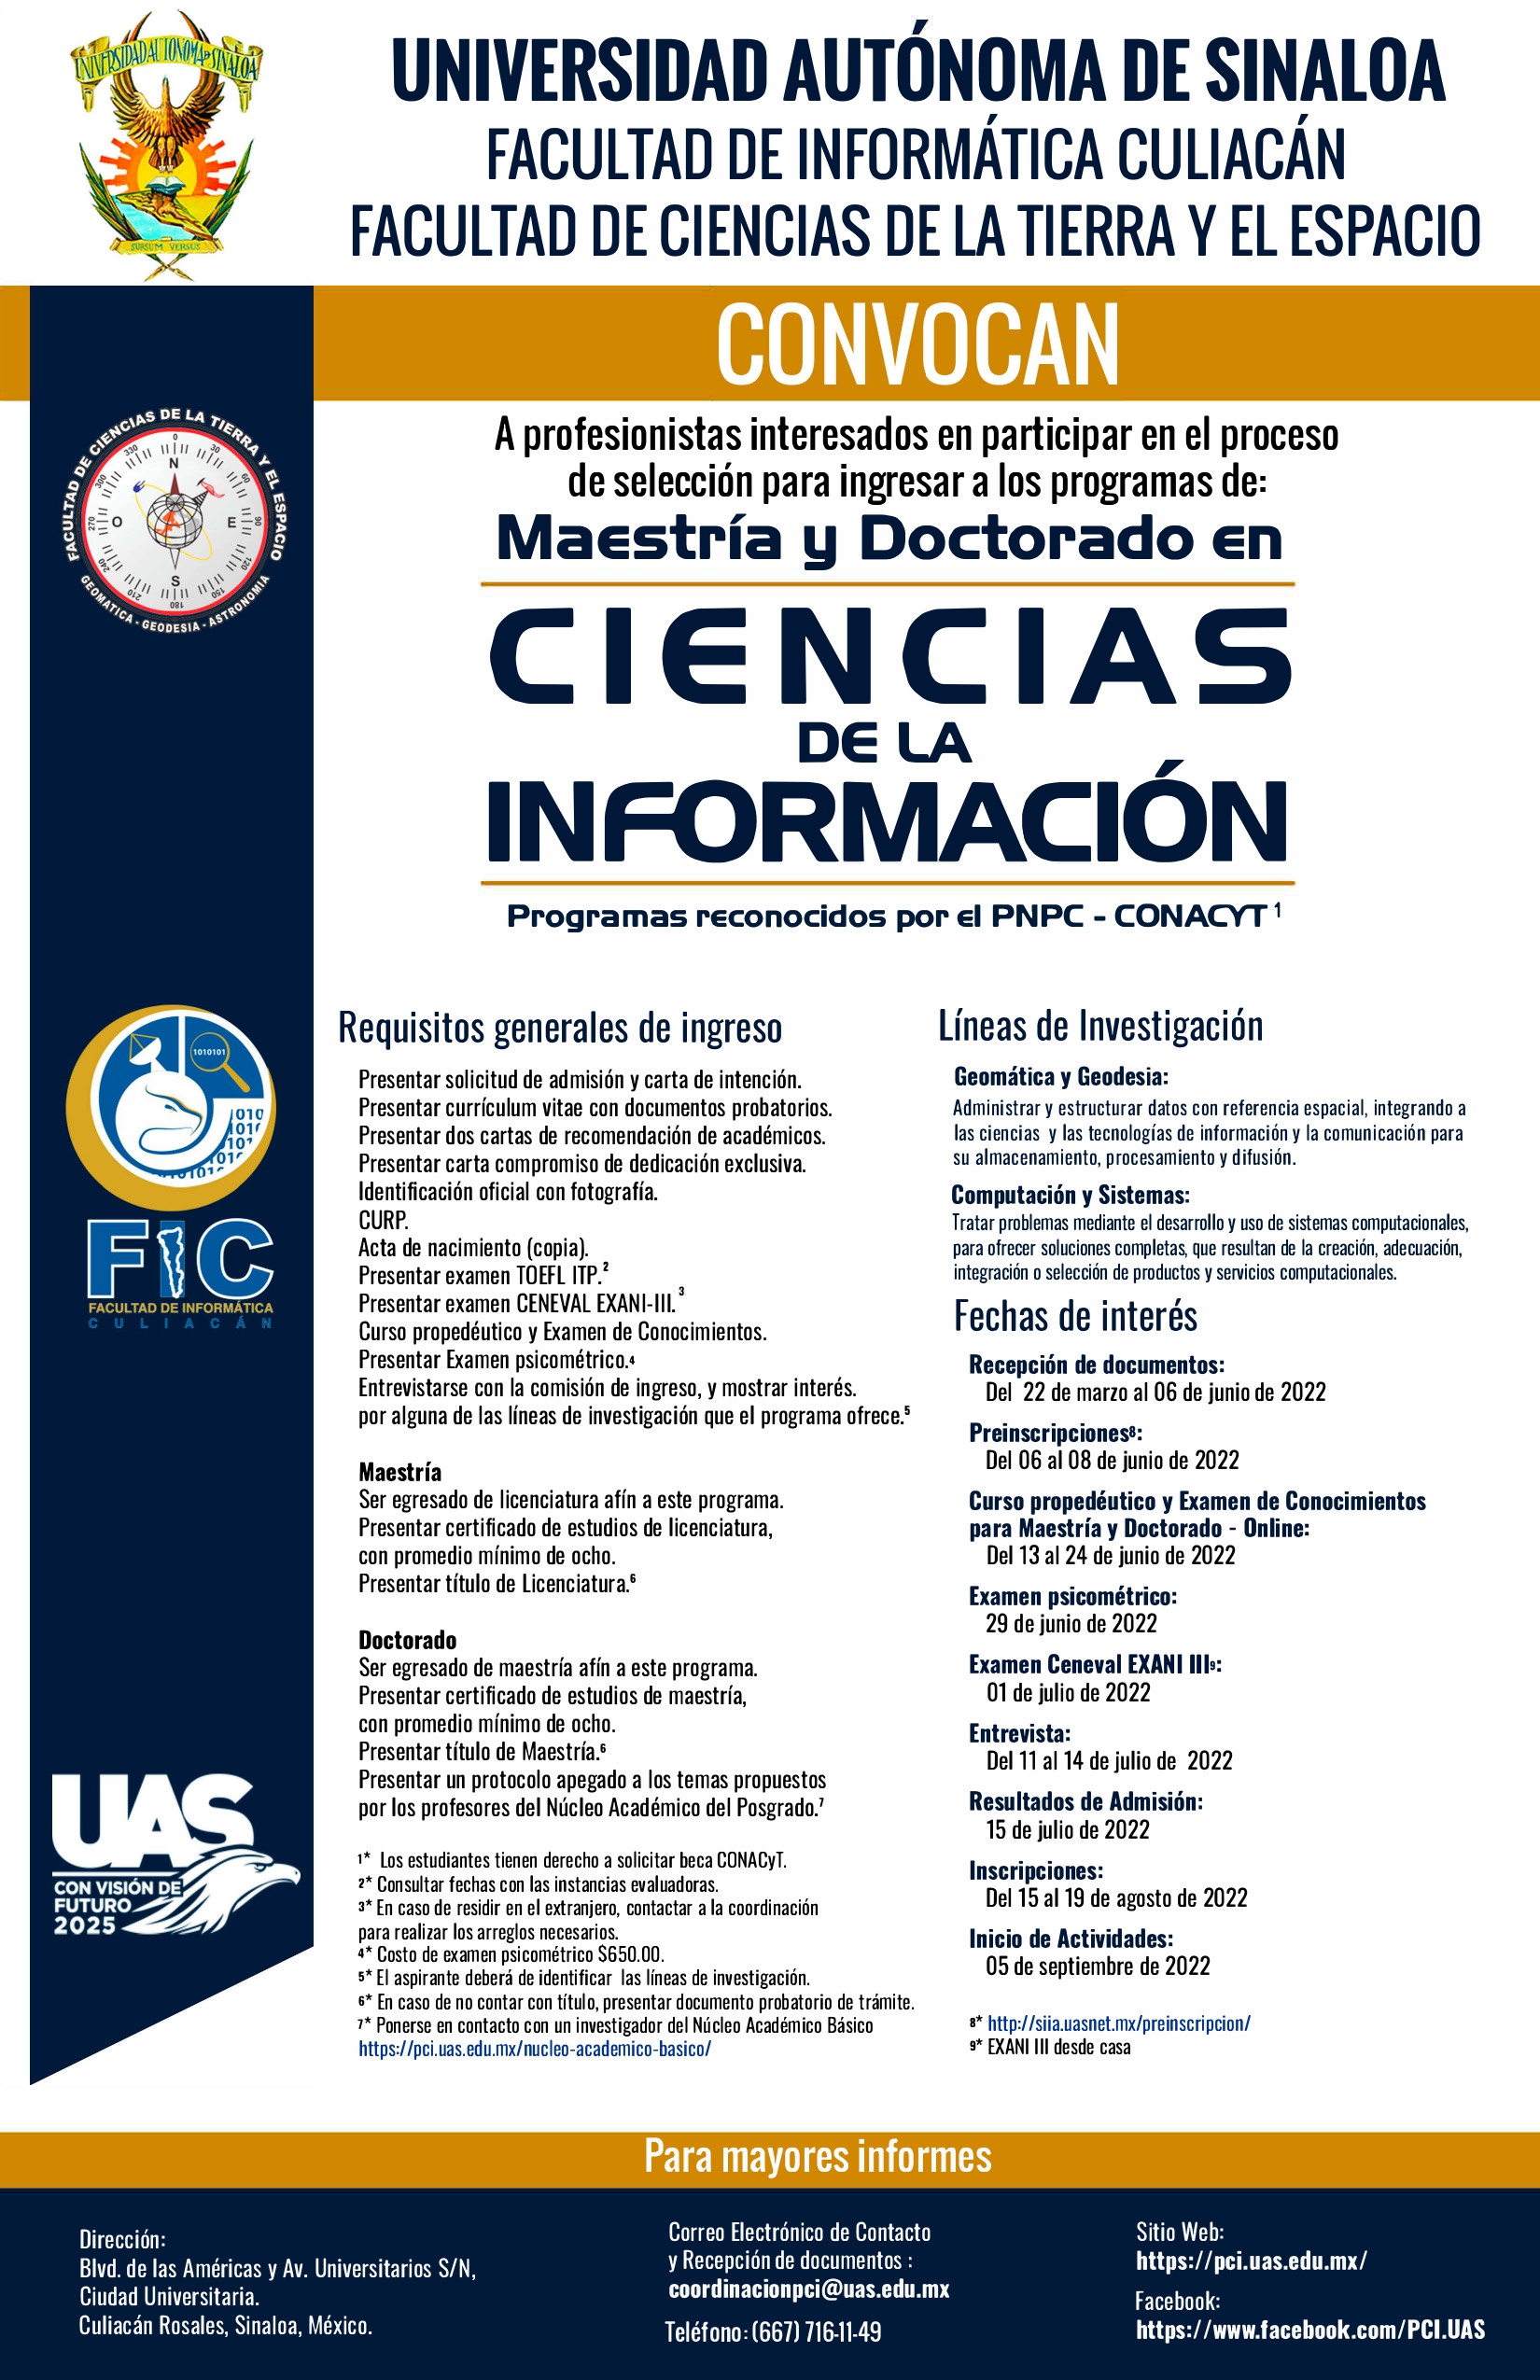 UNIVERSIDAD AUTONOMA DE SINALOA
SURSUM VERSUS
UNIVERSIDAD AUTÓNOMA DE SINALOA
FACULTAD DE INFORMÁTICA CULIACÁN
FACULTAD DE CIENCIAS DE LA TIERRA Y EL ESPACIO
CONVOCAN
FACULTAD DE CIENCIAS DE LA TIERRA Y EL ESPACIO
GEOMATICA - GEODESIA - ASTRONOMIA
0 30 60 90 120 150 180 210 240 270 300 330
N
O E
S
A profesionistas interesados en participar en el proceso
de selección para ingresar a los programas de:
Maestría y Doctorado en
CIENCIAS
DE LA
INFORMACIÓN
Programas reconocidos por el PNPC - CONACYT ¹
1010101
FIC
FACULTAD DE INFORMÁTICA
CULIACÁN
UAS
CON VISIÓN DE
FUTURO
2025
Requisitos generales de ingreso
Presentar solicitud de admisión y carta de intención.
Presentar currículum vitae con documentos probatorios.
Presentar dos cartas de recomendación de académicos.
Presentar carta compromiso de dedicación exclusiva.
Identificación oficial con fotografía.
CURP.
Acta de nacimiento (copia).
Presentar examen TOEFL ITP.²
Presentar examen CENEVAL EXANI-III.³
Curso propedéutico y Examen de Conocimientos.
Presentar Examen psicométrico.⁴
Entrevistarse con la comisión de ingreso, y mostrar interés.
por alguna de las líneas de investigación que el programa ofrece.⁵
Maestría
Ser egresado de licenciatura afín a este programa.
Presentar certificado de estudios de licenciatura,
con promedio mínimo de ocho.
Presentar título de Licenciatura.⁶
Doctorado
Ser egresado de maestría afín a este programa.
Presentar certificado de estudios de maestría,
con promedio mínimo de ocho.
Presentar título de Maestría.⁶
Presentar un protocolo apegado a los temas propuestos
por los profesores del Núcleo Académico del Posgrado.⁷
¹* Los estudiantes tienen derecho a solicitar beca CONACyT.
²* Consultar fechas con las instancias evaluadoras.
³* En caso de residir en el extranjero, contactar a la coordinación
para realizar los arreglos necesarios.
⁴* Costo de examen psicométrico $650.00.
⁵* El aspirante deberá de identificar las líneas de investigación.
⁶* En caso de no contar con título, presentar documento probatorio de trámite.
⁷* Ponerse en contacto con un investigador del Núcleo Académico Básico
https://pci.uas.edu.mx/nucleo-academico-basico/
Líneas de Investigación
Geomática y Geodesia:
Administrar y estructurar datos con referencia espacial, integrando a
las ciencias y las tecnologías de información y la comunicación para
su almacenamiento, procesamiento y difusión.
Computación y Sistemas:
Tratar problemas mediante el desarrollo y uso de sistemas computacionales,
para ofrecer soluciones completas, que resultan de la creación, adecuación,
integración o selección de productos y servicios computacionales.
Fechas de interés
Recepción de documentos:
Del 22 de marzo al 06 de junio de 2022
Preinscripciones⁸:
Del 06 al 08 de junio de 2022
Curso propedéutico y Examen de Conocimientos
para Maestría y Doctorado - Online:
Del 13 al 24 de junio de 2022
Examen psicométrico:
29 de junio de 2022
Examen Ceneval EXANI III⁹:
01 de julio de 2022
Entrevista:
Del 11 al 14 de julio de 2022
Resultados de Admisión:
15 de julio de 2022
Inscripciones:
Del 15 al 19 de agosto de 2022
Inicio de Actividades:
05 de septiembre de 2022
⁸* http://siia.uasnet.mx/preinscripcion/
⁹* EXANI III desde casa
Para mayores informes
Dirección:
Blvd. de las Américas y Av. Universitarios S/N,
Ciudad Universitaria.
Culiacán Rosales, Sinaloa, México.
Correo Electrónico de Contacto
y Recepción de documentos :
coordinacionpci@uas.edu.mx
Teléfono: (667) 716-11-49
Sitio Web:
https://pci.uas.edu.mx/
Facebook:
https://www.facebook.com/PCI.UAS